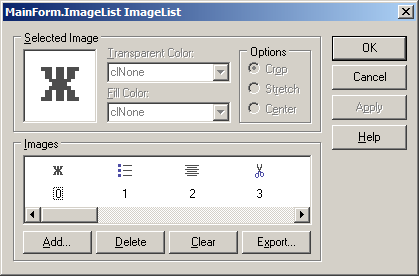 MainForm.ImageList ImageList
Selected Image
Ж
Transparent Color:
clNone
Fill Color:
clNone
Options
Crop
Stretch
Center
OK
Cancel
Apply
Help
Images
Ж
0 1 2 3
Add... Delete Clear Export...